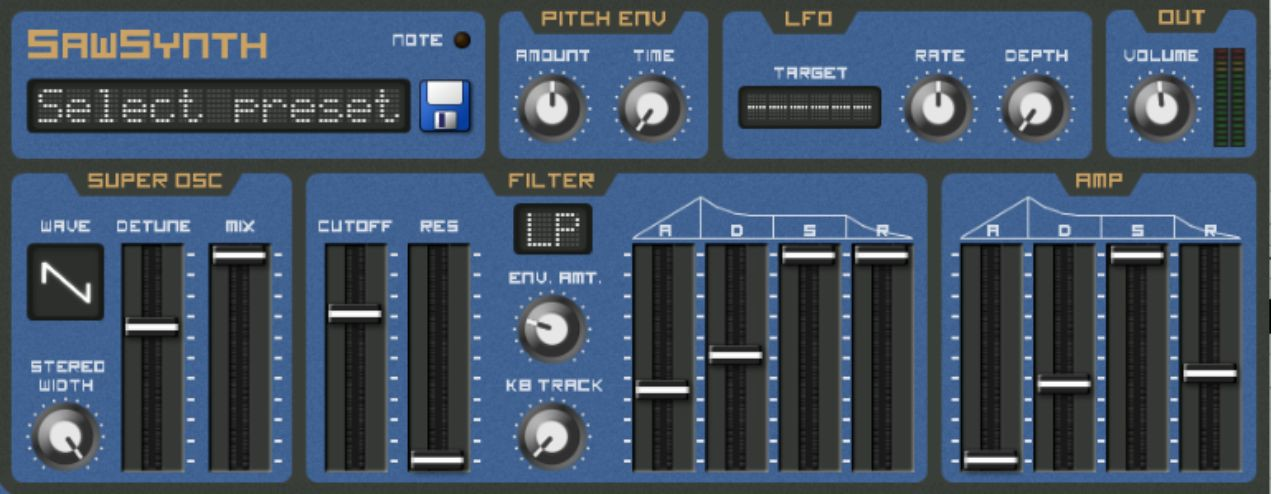 SAWSYNTH
NOTE
Select preset
PITCH ENV
AMOUNT
TIME
LFO
TARGET
------
RATE
DEPTH
OUT
VOLUME
SUPER OSC
WAVE
DETUNE
MIX
STEREO
WIDTH
FILTER
CUTOFF
RES
LP
ENV. AMT.
KB TRACK
A
D
S
R
AMP
A
D
S
R